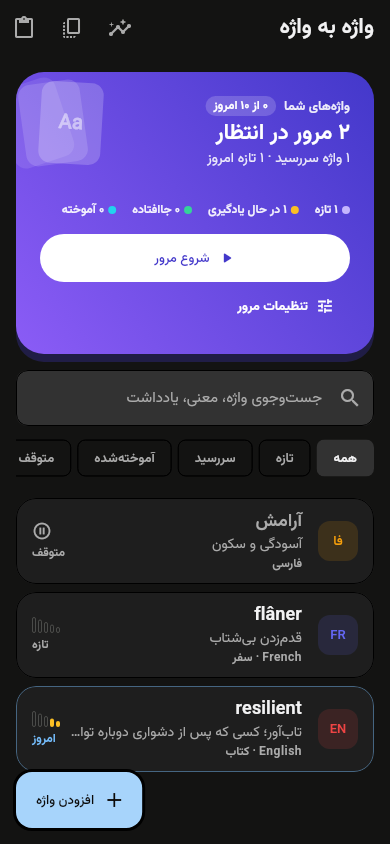 واژه به واژه
واژه‌های شما ۰ از ۱۰ امروز
Aa
۲ مرور در انتظار
۱ واژه سررسید · ۱ تازه امروز
۱ تازه ۱ در حال یادگیری ۰ جاافتاده ۰ آموخته
شروع مرور
تنظیمات مرور
جست‌وجوی واژه، معنی، یادداشت
همه تازه سررسید آموخته‌شده متوقف
فا
آرامش
آسودگی و سکون
فارسی
متوقف
FR
flâner
قدم‌زدن بی‌شتاب
French · سفر
تازه
EN
resilient
تاب‌آور؛ کسی که پس از دشواری دوباره توا…
English · کتاب
امروز
افزودن واژه